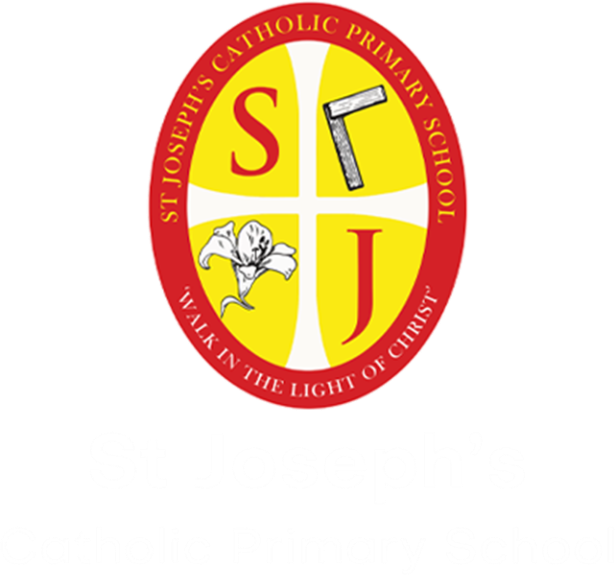 ST JOSEPH'S CATHOLIC PRIMARY SCHOOL
S
J
'WALK IN THE LIGHT OF CHRIST'